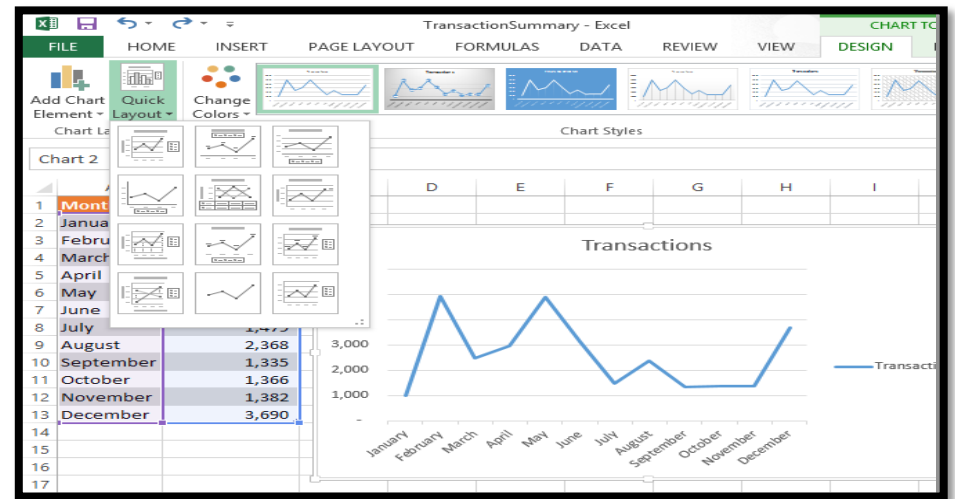 TransactionSummary - Excel
CHART TO
FILE HOME INSERT PAGE LAYOUT FORMULAS DATA REVIEW VIEW DESIGN
Add Chart Element
Quick Layout
Change Colors
Chart La
Chart Styles
Chart 2
D E F G H I
1 Mont
2 Janua
3 Febru
4 March
5 April
6 May
7 June
8 July 1,475
9 August 2,368
10 September 1,335
11 October 1,366
12 November 1,382
13 December 3,690
14
15
16
17
Transactions
3,000
2,000
1,000
-
January February March April May June July August September October November December
Transacti